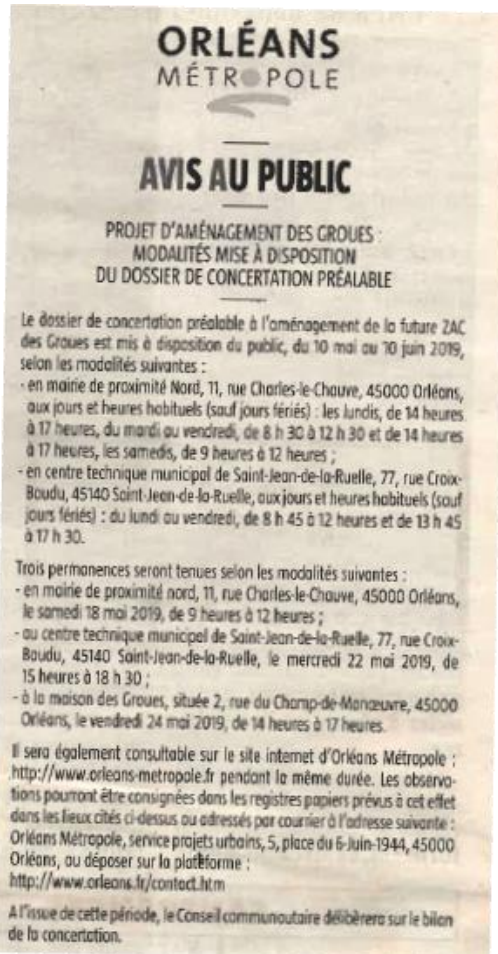 ORLÉANS
MÉTROPOLE
AVIS AU PUBLIC
PROJET D'AMÉNAGEMENT DES GROUES :
MODALITÉS MISE À DISPOSITION
DU DOSSIER DE CONCERTATION PRÉALABLE
Le dossier de concertation préalable à l'aménagement de la future ZAC
des Groues est mis à disposition du public, du 10 mai au 10 juin 2019,
selon les modalités suivantes :
- en mairie de proximité Nord, 11, rue Charles-le-Chauve, 45000 Orléans,
aux jours et heures habituels (sauf jours fériés) : les lundis, de 14 heures
à 17 heures, du mardi au vendredi, de 8 h 30 à 12 h 30 et de 14 heures
à 17 heures, les samedis, de 9 heures à 12 heures ;
- en centre technique municipal de Saint-Jean-de-la-Ruelle, 77, rue Croix-
Baudu, 45140 Saint-Jean-de-la-Ruelle, aux jours et heures habituels (sauf
jours fériés) : du lundi au vendredi, de 8 h 45 à 12 heures et de 13 h 45
à 17 h 30.
Trois permanences seront tenues selon les modalités suivantes :
- en mairie de proximité nord, 11, rue Charles-le-Chauve, 45000 Orléans,
le samedi 18 mai 2019, de 9 heures à 12 heures ;
- au centre technique municipal de Saint-Jean-de-la-Ruelle, 77, rue Croix-
Baudu, 45140 Saint-Jean-de-la-Ruelle, le mercredi 22 mai 2019, de
15 heures à 18 h 30 ;
- à la maison des Groues, située 2, rue du Champ-de-Manœuvre, 45000
Orléans, le vendredi 24 mai 2019, de 14 heures à 17 heures.
Il sera également consultable sur le site internet d'Orléans Métropole :
http://www.orleans-metropole.fr pendant la même durée. Les observa-
tions pourront être consignées dans les registres papiers prévus à cet effet
dans les lieux cités ci-dessus ou adressés par courrier à l'adresse suivante :
Orléans Métropole, service projets urbains, 5, place du 6-Juin-1944, 45000
Orléans, ou déposer sur la plateforme :
http://www.orleans.fr/contact.htm
A l'issue de cette période, le Conseil communautaire délibèrera sur le bilan
de la concertation.